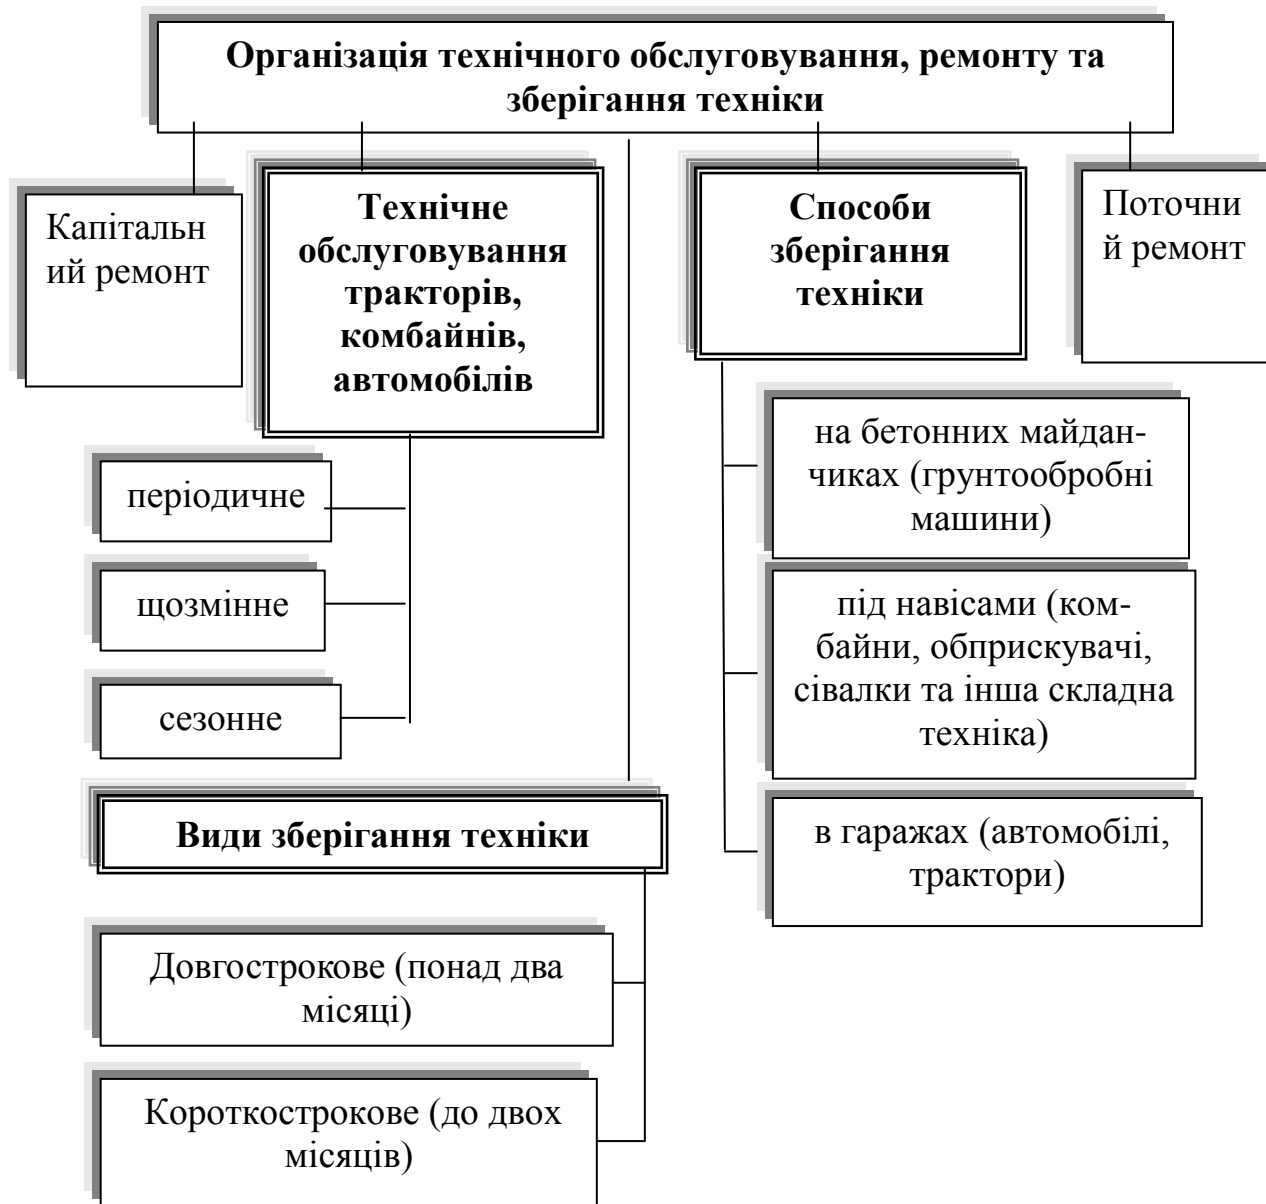 Організація технічного обслуговування, ремонту та
зберігання техніки
Капітальн
ий ремонт
Технічне
обслуговування
тракторів,
комбайнів,
автомобілів
Способи
зберігання
техніки
Поточни
й ремонт
періодичне
щозмінне
сезонне
на бетонних майдан-
чиках (грунтообробні
машини)
під навісами (ком-
байни, обприскувачі,
сівалки та інша складна
техніка)
в гаражах (автомобілі,
трактори)
Види зберігання техніки
Довгострокове (понад два
місяці)
Короткострокове (до двох
місяців)